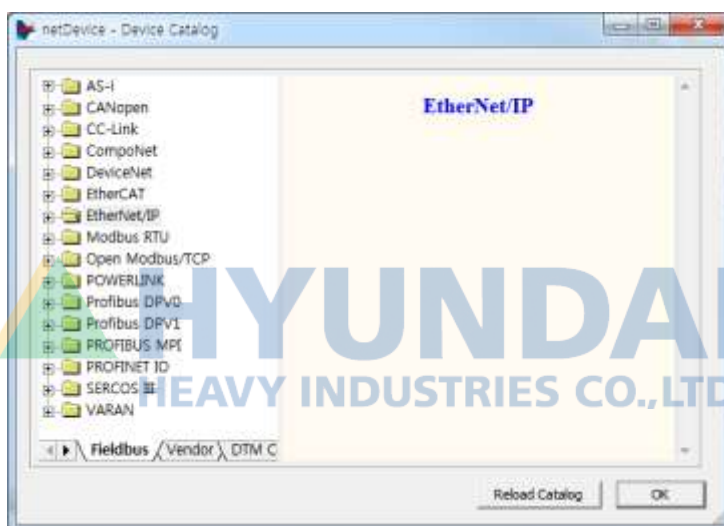 netDevice - Device Catalog
AS-i
CANopen
CC-Link
CompoNet
DeviceNet
EtherCAT
EtherNet/IP
Modbus RTU
Open Modbus/TCP
POWERLINK
Profibus DPV0
Profibus DPV1
PROFIBUS MPI
PROFINET IO
SERCOS III
VARAN
Fieldbus
Vendor
DTM C
EtherNet/IP
HYUNDAI
HEAVY INDUSTRIES CO.,LTD
Reload Catalog
OK